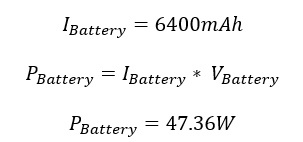 I_Battery = 6400mAh
P_Battery = I_Battery * V_Battery
P_Battery = 47.36W